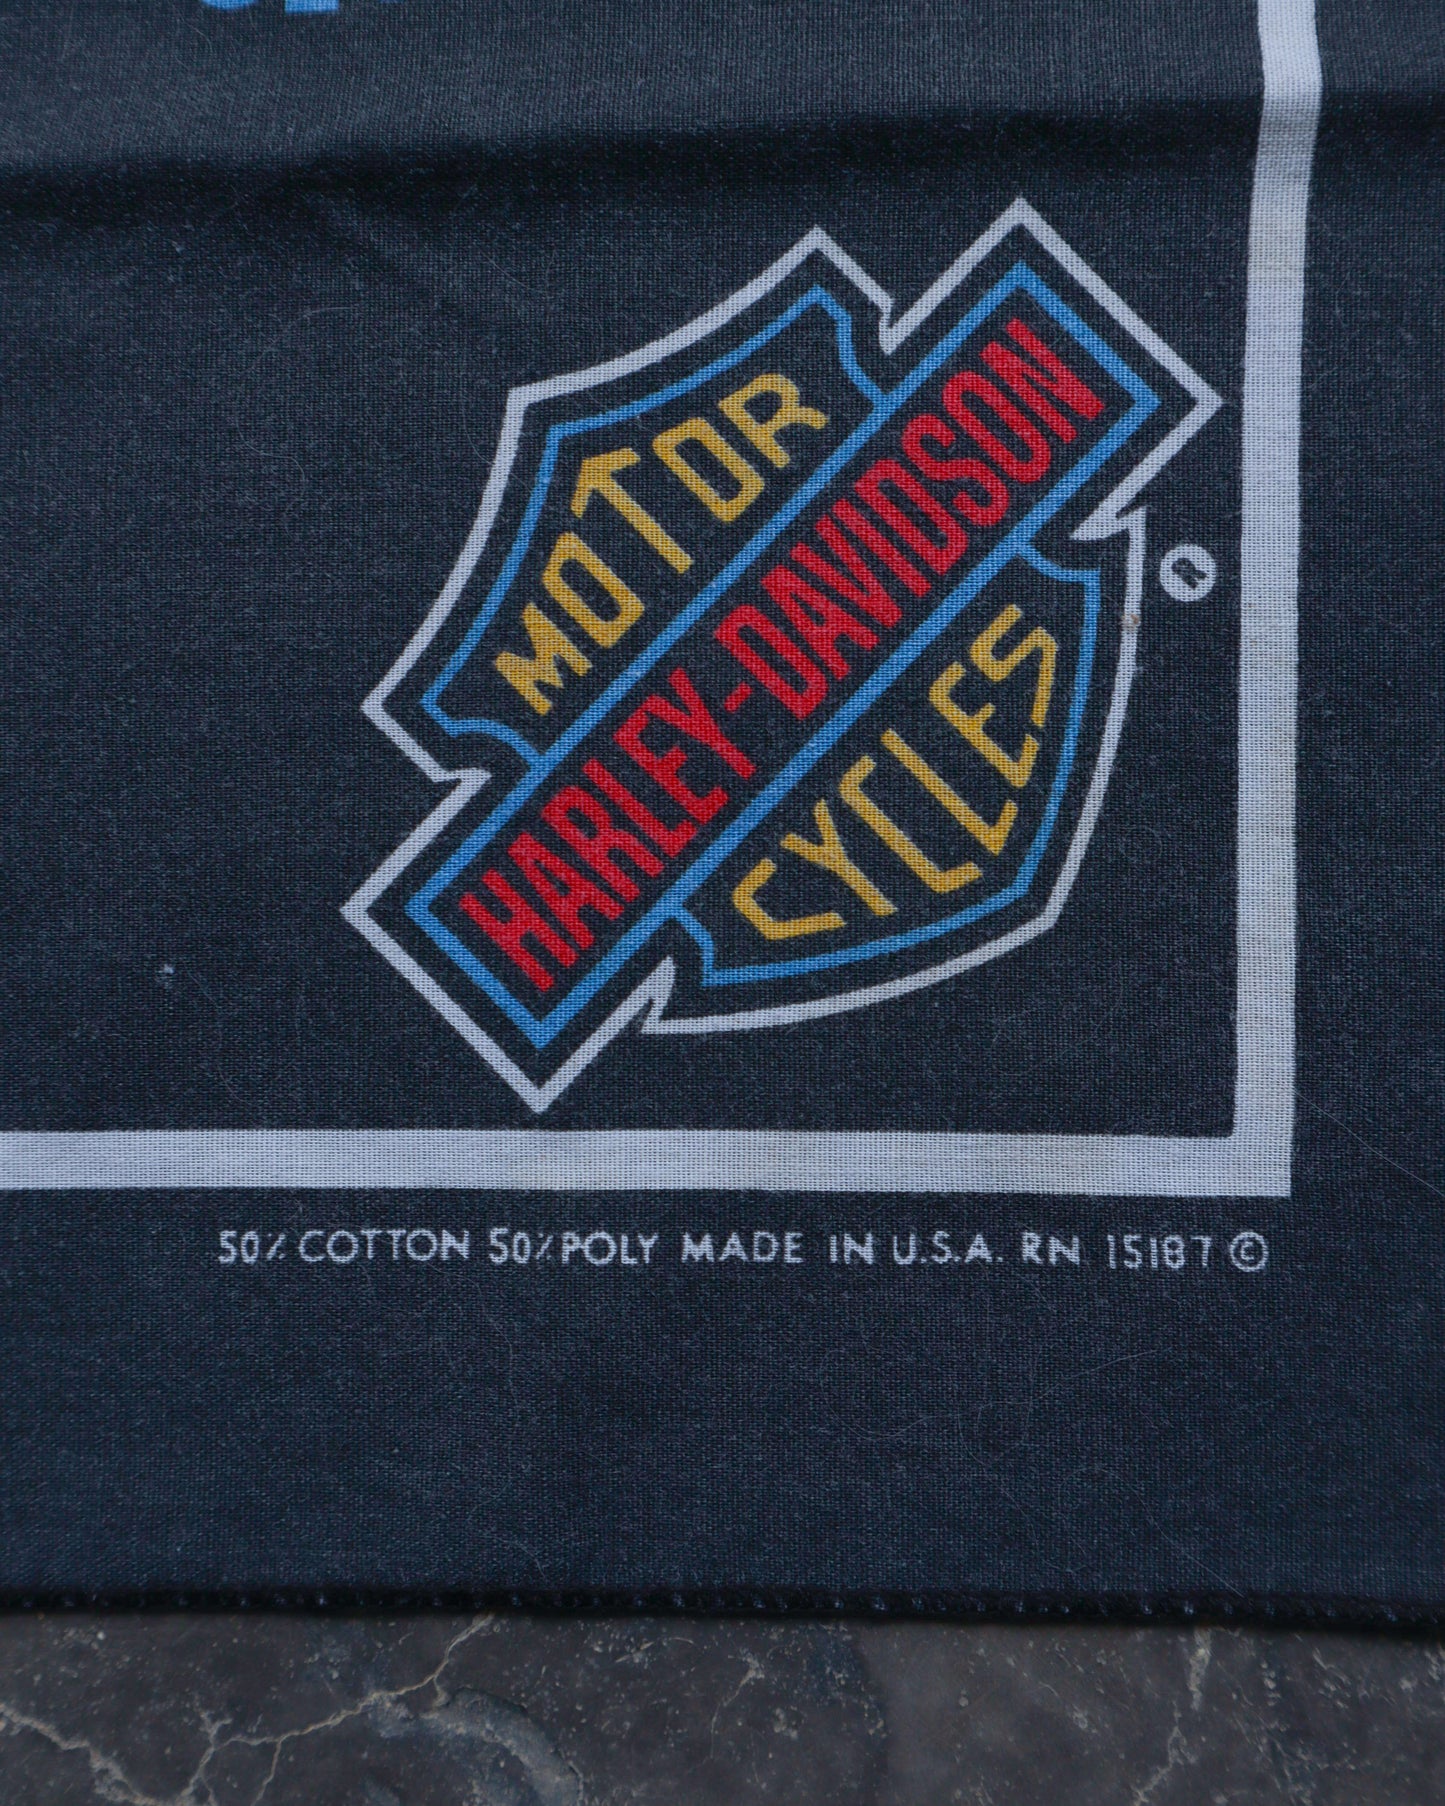 MOTOR
HARLEY-DAVIDSON
CYCLES
®
50% COTTON 50% POLY MADE IN U.S.A. RN 15187 ©